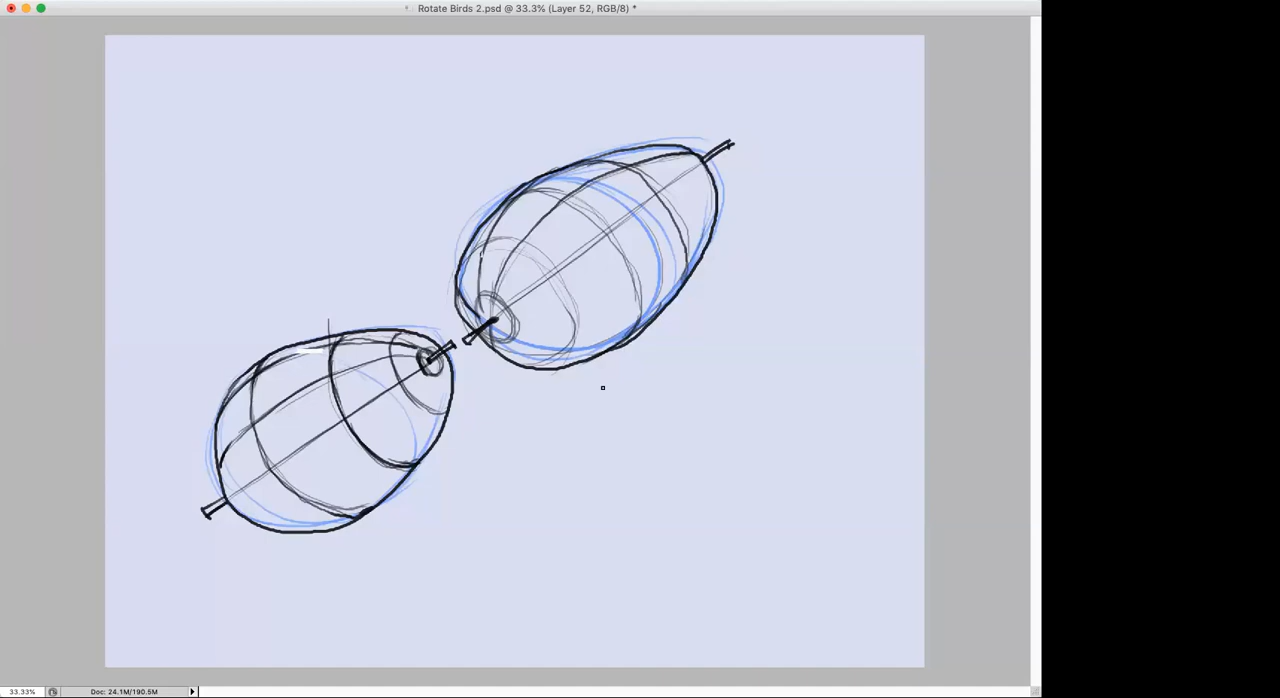 Rotate Birds 2.psd @ 33.3% (Layer 52, RGB/8) *
33.33%
Doc: 24.1M/190.5M